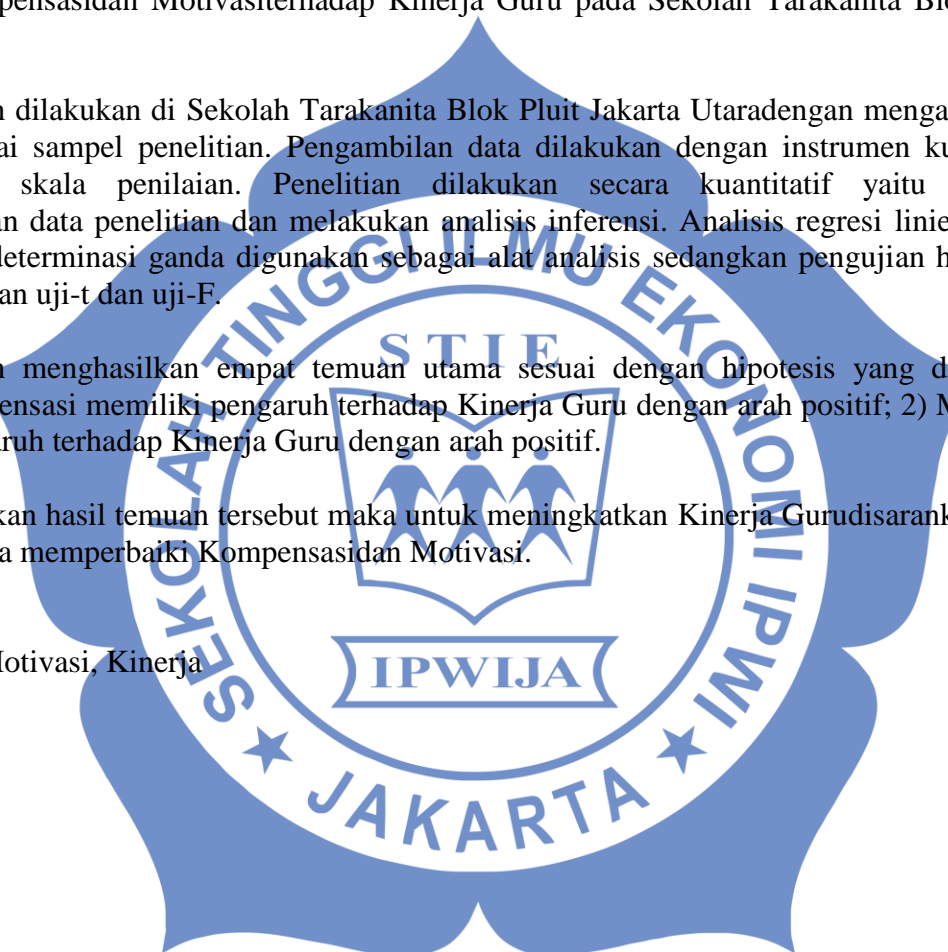 pensasidan Motivasiterhadap Kinerja Guru pada Sekolah Tarakanita Blo
n dilakukan di Sekolah Tarakanita Blok Pluit Jakarta Utaradengan menga
ai sampel penelitian. Pengambilan data dilakukan dengan instrumen ku
skala penilaian. Penelitian dilakukan secara kuantitatif yaitu
an data penelitian dan melakukan analisis inferensi. Analisis regresi linie
determinasi ganda digunakan sebagai alat analisis sedangkan pengujian h
an uji-t dan uji-F.
n menghasilkan empat temuan utama sesuai dengan hipotesis yang d
ensasi memiliki pengaruh terhadap Kinerja Guru dengan arah positif; 2) M
ruh terhadap Kinerja Guru dengan arah positif.
kan hasil temuan tersebut maka untuk meningkatkan Kinerja Gurudisarank
a memperbaiki Kompensasidan Motivasi.
Motivasi, Kinerja
SEKOLAH TINGGI ILMU EKONOMI IPWI
STIE
IPWIJA
JAKARTA